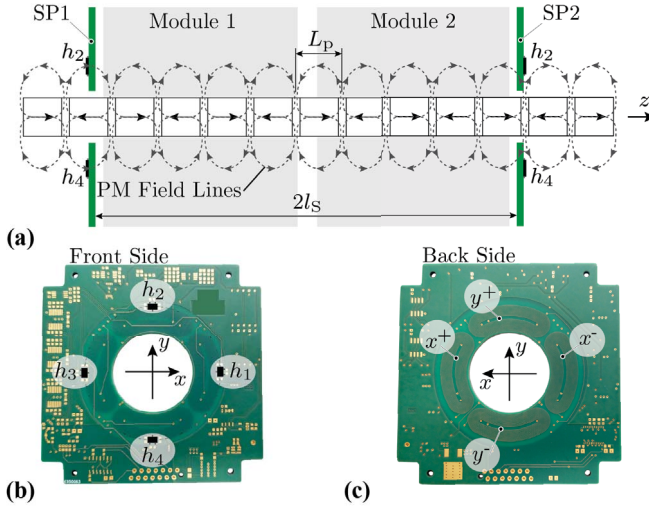 SP1
Module 1
Module 2
SP2
h₂
Lₚ
h₂
z
h₄
PM Field Lines
h₄
2lₛ
(a)
Front Side
Back Side
h₂
y⁺
y
y
x⁺
x⁻
h₃
x
h₁
x
h₄
y⁻
(b)
(c)